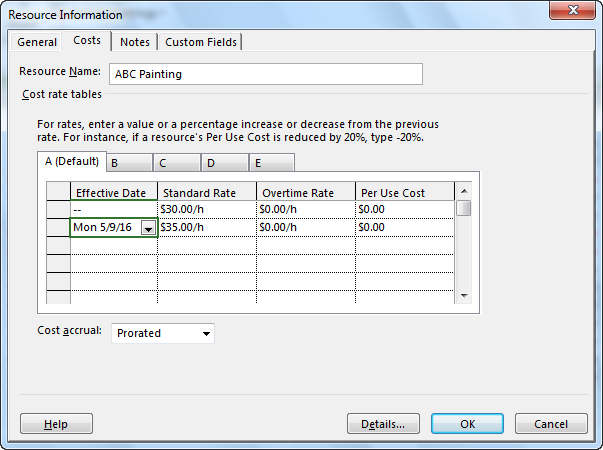 Resource Information
General Costs Notes Custom Fields
Resource Name: ABC Painting
Cost rate tables
For rates, enter a value or a percentage increase or decrease from the previous
rate. For instance, if a resource's Per Use Cost is reduced by 20%, type -20%.
A (Default) B C D E
Effective Date Standard Rate Overtime Rate Per Use Cost
-- $30.00/h $0.00/h $0.00
Mon 5/9/16 $35.00/h $0.00/h $0.00
Cost accrual: Prorated
Help Details... OK Cancel